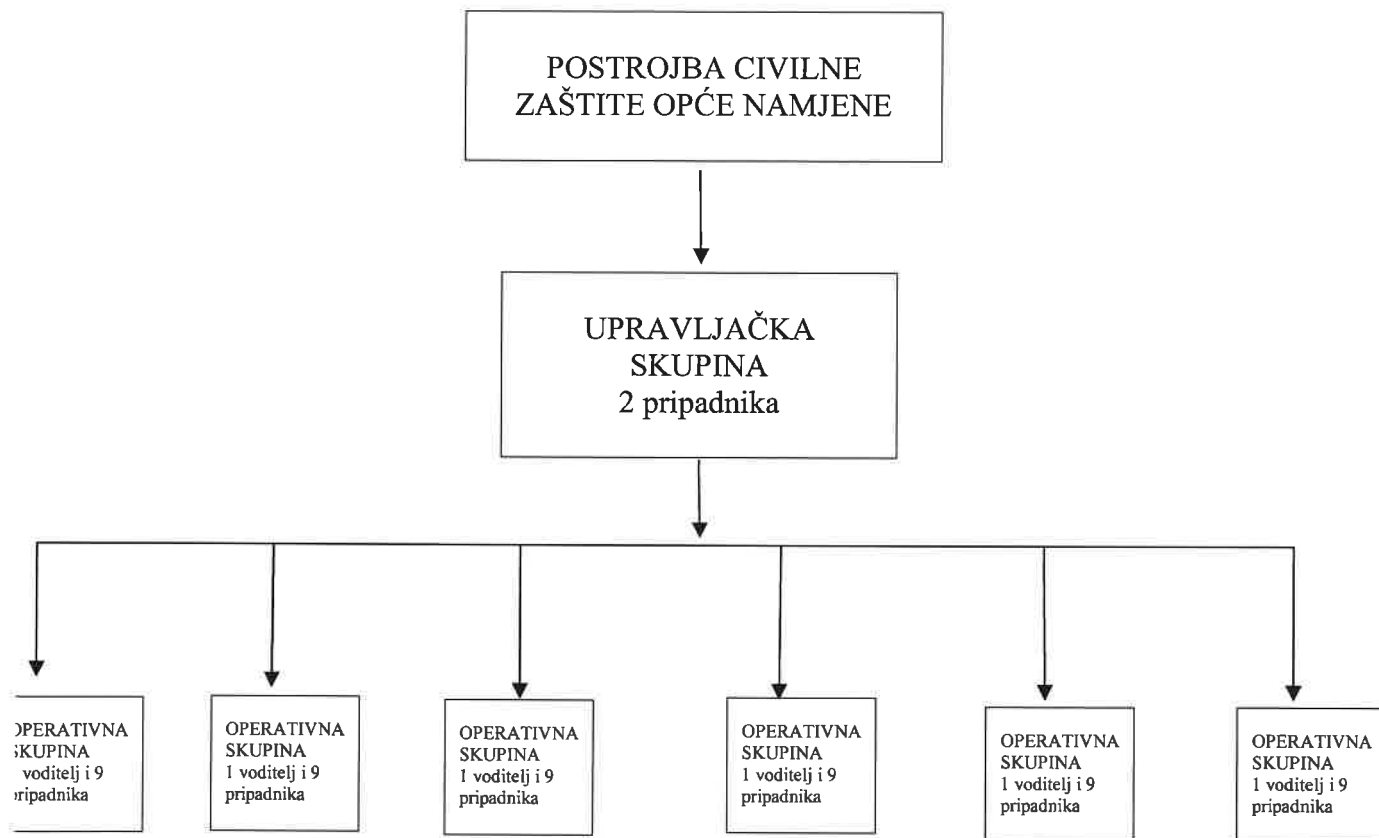 POSTROJBA CIVILNE
ZAŠTITE OPĆE NAMJENE
UPRAVLJAČKA
SKUPINA
2 pripadnika
OPERATIVNA
SKUPINA
voditelj i 9
pripadnika
OPERATIVNA
SKUPINA
1 voditelj i 9
pripadnika
OPERATIVNA
SKUPINA
1 voditelj i 9
pripadnika
OPERATIVNA
SKUPINA
1 voditelj i 9
pripadnika
OPERATIVNA
SKUPINA
1 voditelj i 9
pripadnika
OPERATIVNA
SKUPINA
1 voditelj i 9
pripadnika